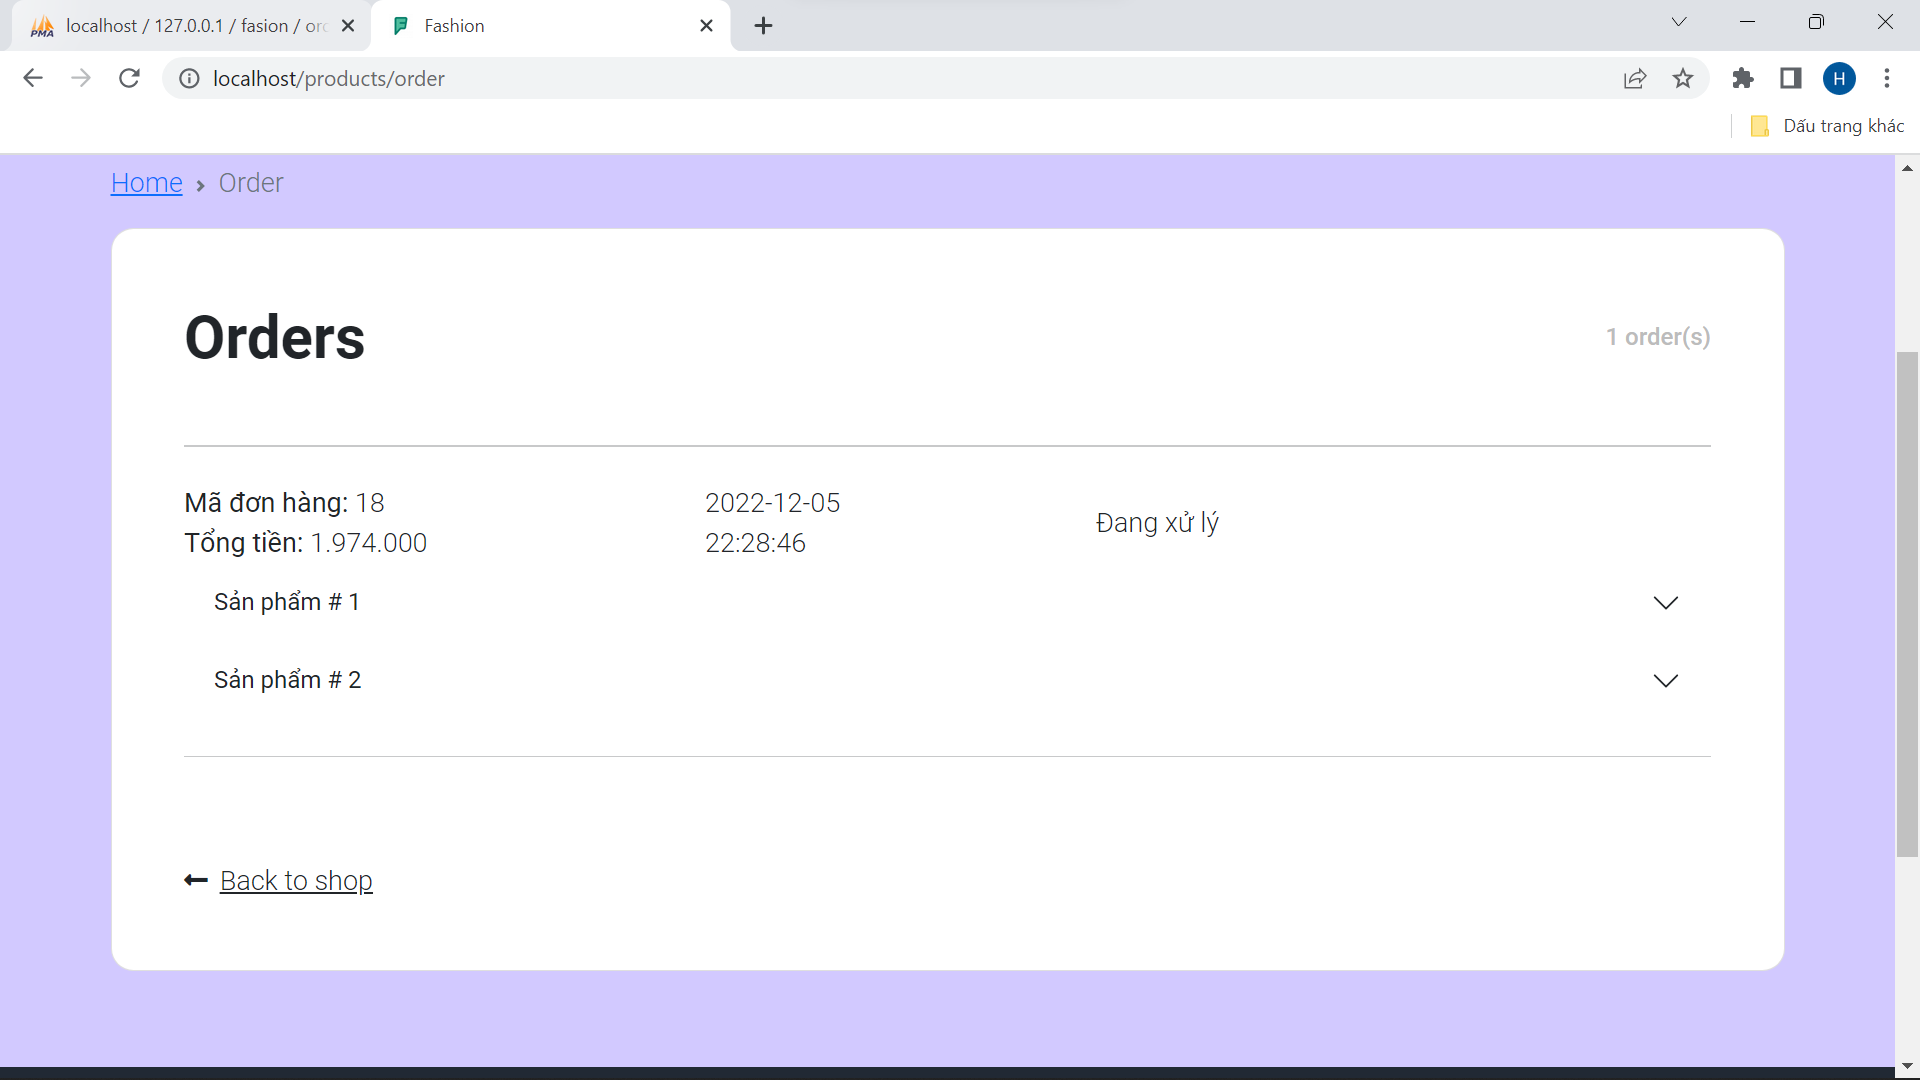 localhost / 127.0.0.1 / fasion / ord
Fashion
localhost/products/order
H
Dấu trang khác
Home › Order
Orders
1 order(s)
Mã đơn hàng: 18
Tổng tiền: 1.974.000
2022-12-05
22:28:46
Đang xử lý
Sản phẩm # 1
Sản phẩm # 2
Back to shop